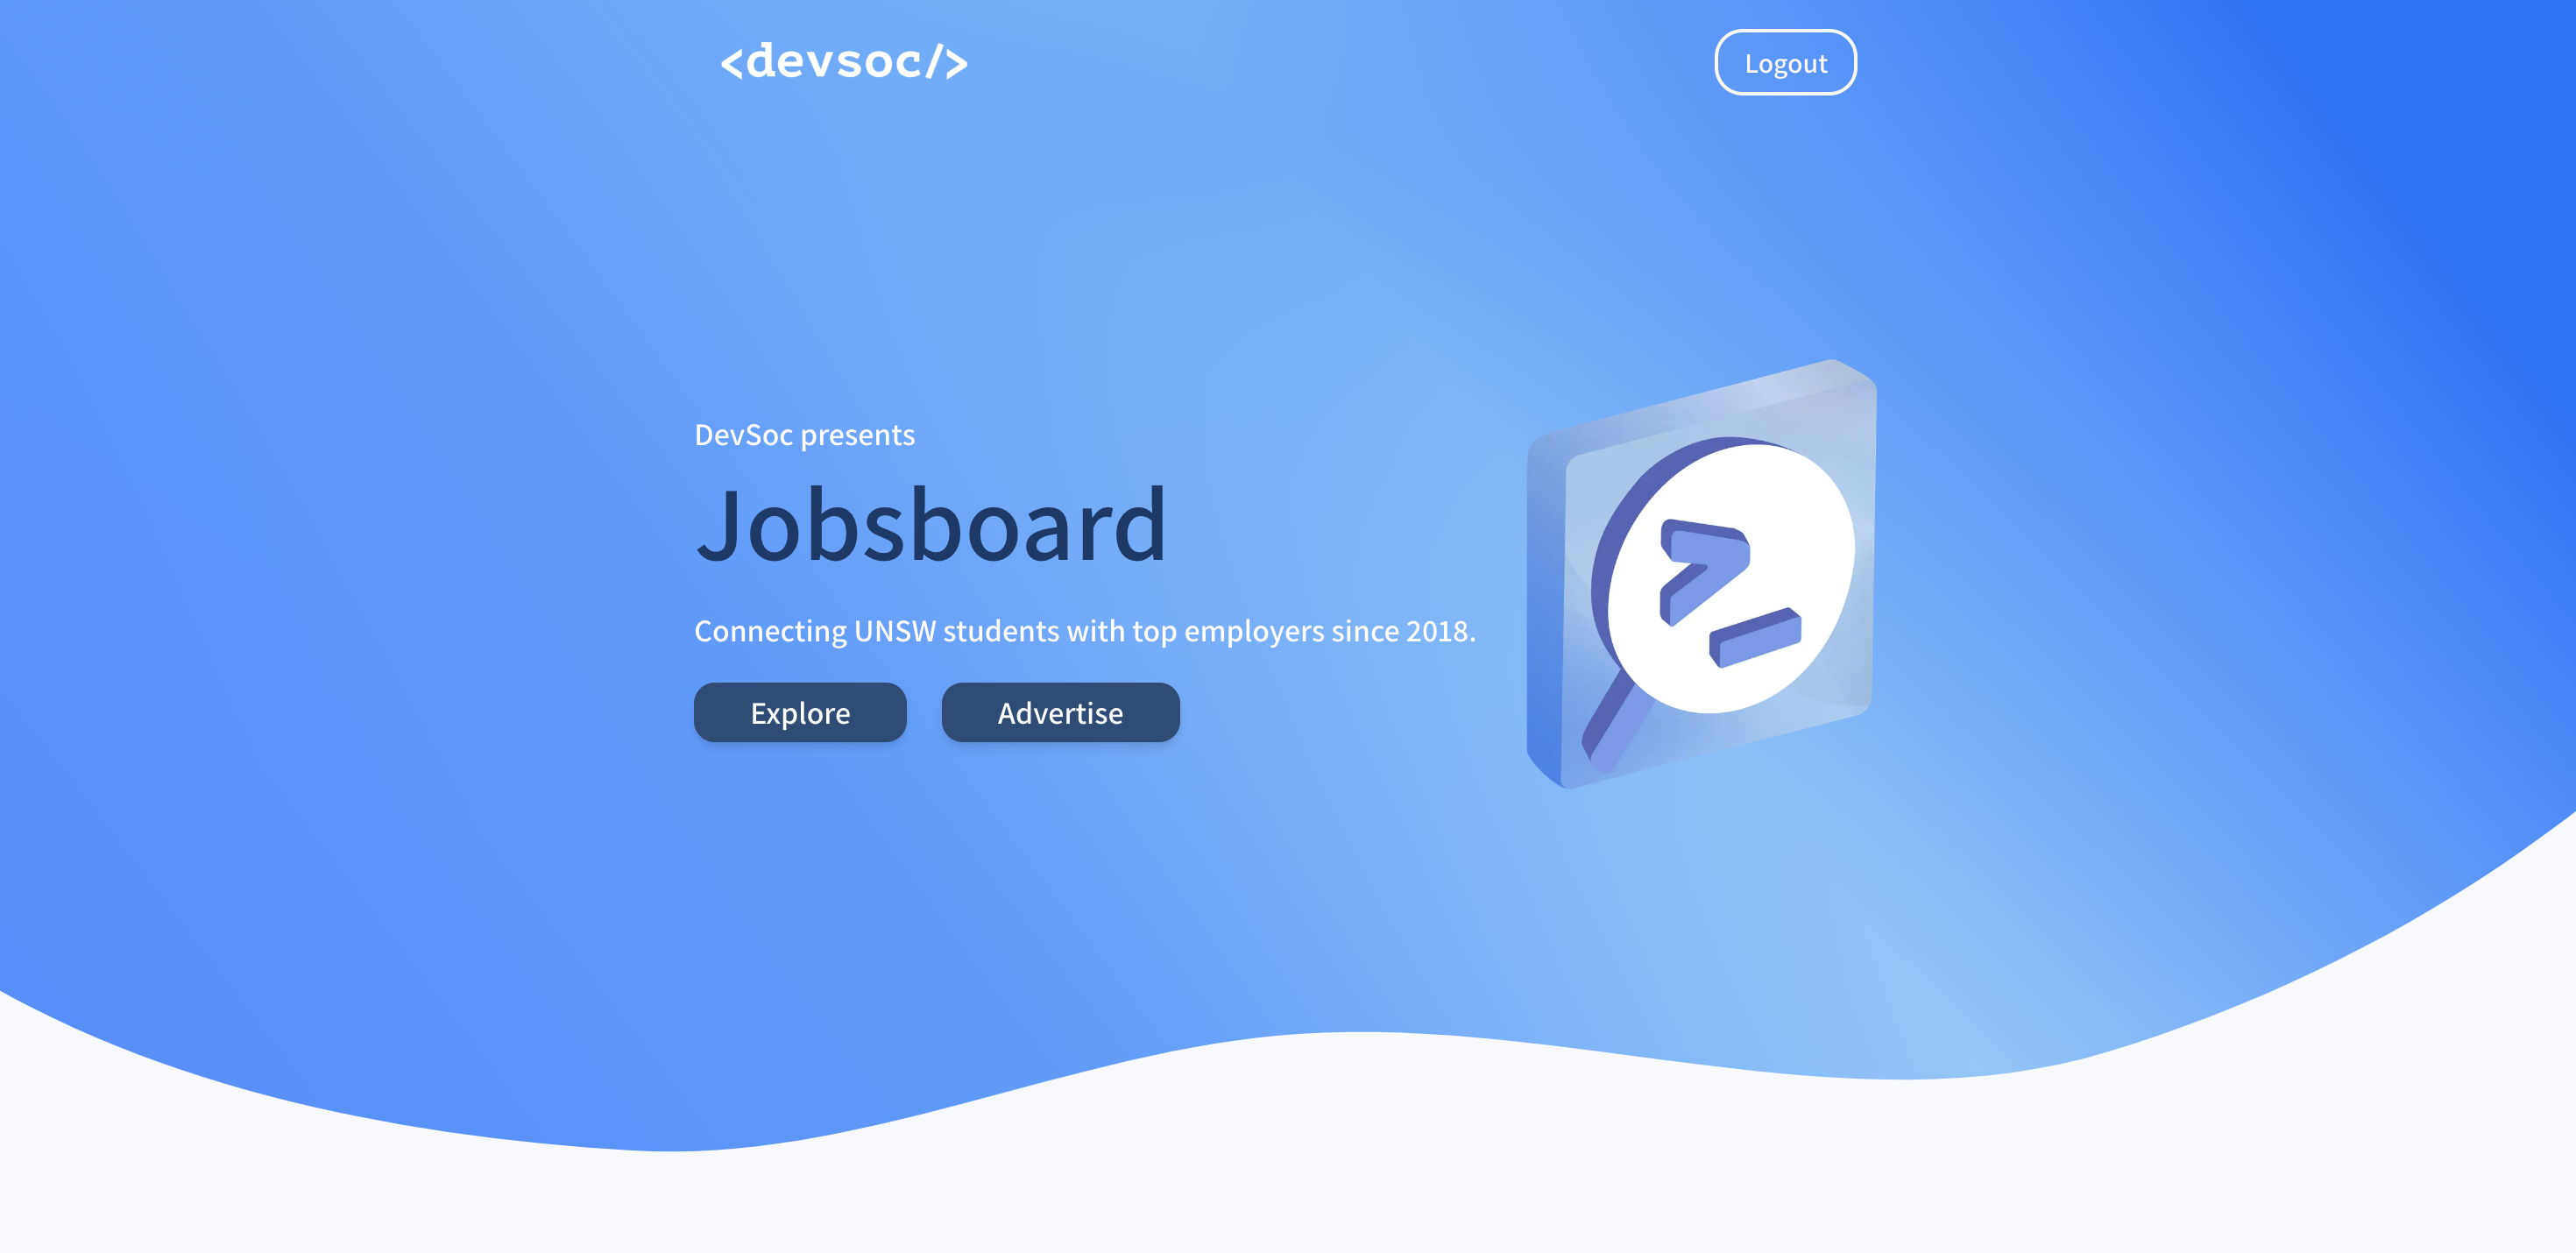 <devsoc/>
Logout
DevSoc presents
Jobsboard
Connecting UNSW students with top employers since 2018.
Explore
Advertise
>_